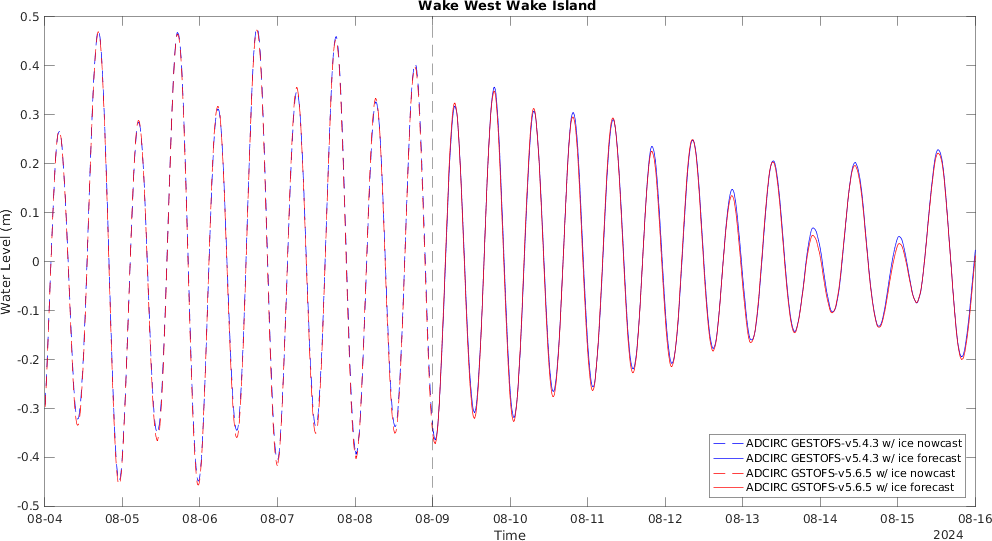 Wake West Wake Island
0.5
0.4
0.3
0.2
0.1
0
-0.1
-0.2
-0.3
-0.4
-0.5
Water Level (m)
ADCIRC GESTOFS-v5.4.3 w/ ice nowcast
ADCIRC GESTOFS-v5.4.3 w/ ice forecast
ADCIRC GSTOFS-v5.6.5 w/ ice nowcast
ADCIRC GSTOFS-v5.6.5 w/ ice forecast
08-04 08-05 08-06 08-07 08-08 08-09 08-10 08-11 08-12 08-13 08-14 08-15 08-16
Time
2024